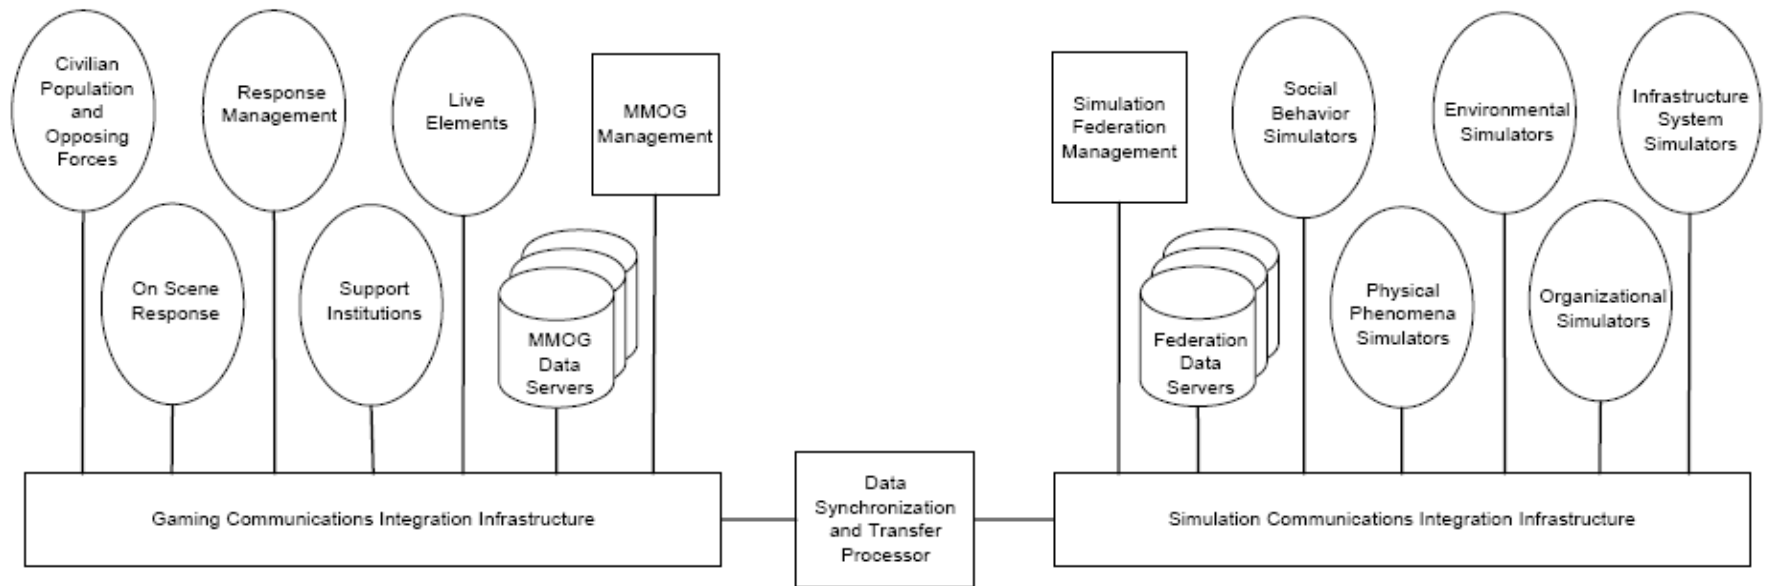 Civilian
Population
and
Opposing
Forces
Response
Management
Live
Elements
MMOG
Management
On Scene
Response
Support
Institutions
MMOG
Data
Servers
Gaming Communications Integration Infrastructure
Data
Synchronization
and Transfer
Processor
Simulation
Federation
Management
Social
Behavior
Simulators
Environmental
Simulators
Infrastructure
System
Simulators
Federation
Data
Servers
Physical
Phenomena
Simulators
Organizational
Simulators
Simulation Communications Integration Infrastructure